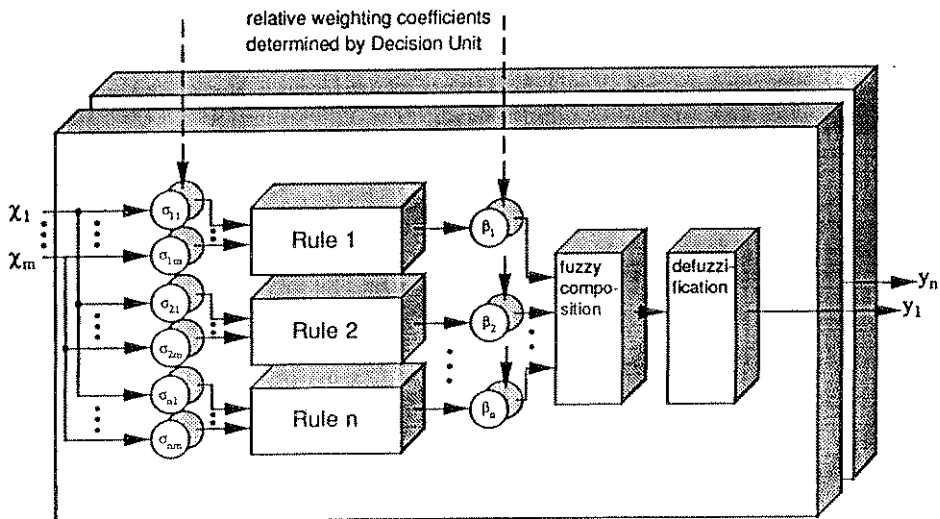 relative weighting coefficients
determined by Decision Unit
χ1
χm
σ11
σ1m
σ21
σ2m
σn1
σnm
Rule 1
Rule 2
Rule n
β1
β2
βn
fuzzy
compo-
sition
defuzzi-
fication
yn
y1